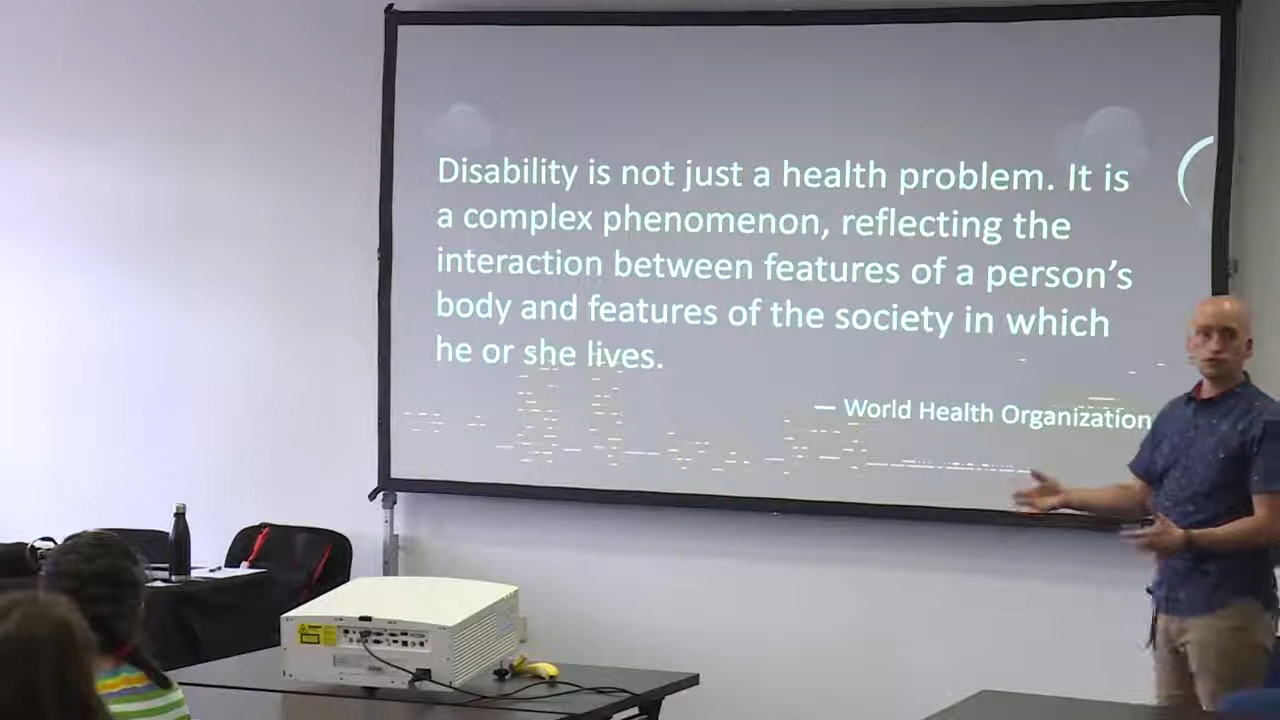 Disability is not just a health problem. It is
a complex phenomenon, reflecting the
interaction between features of a person's
body and features of the society in which
he or she lives.
— World Health Organization